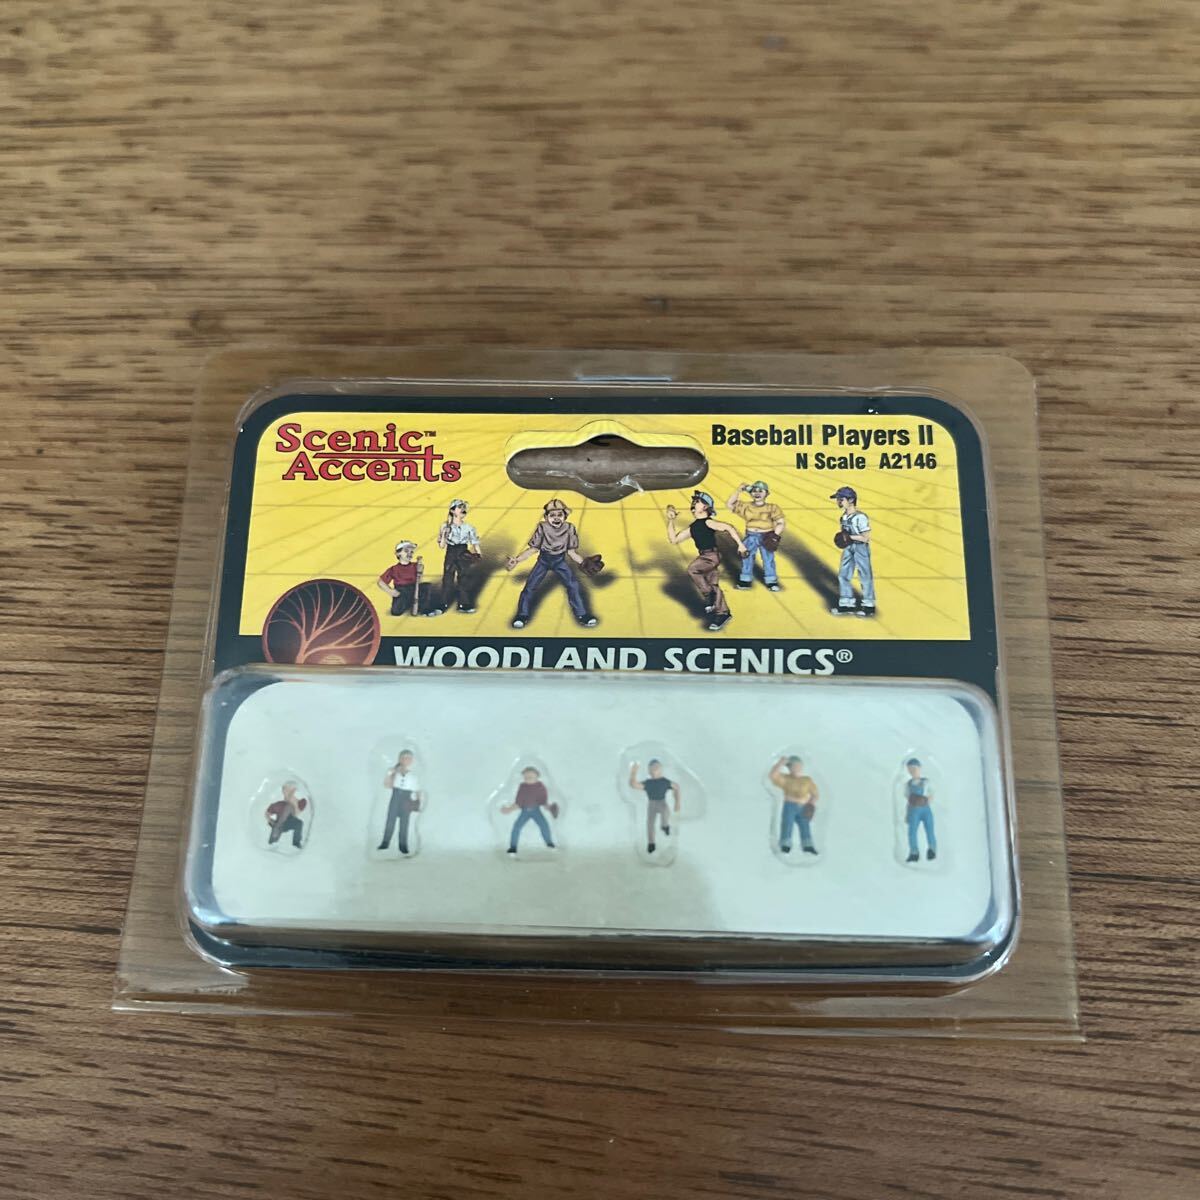 Scenic™
Accents
Baseball Players II
N Scale A2146
WOODLAND SCENICS®